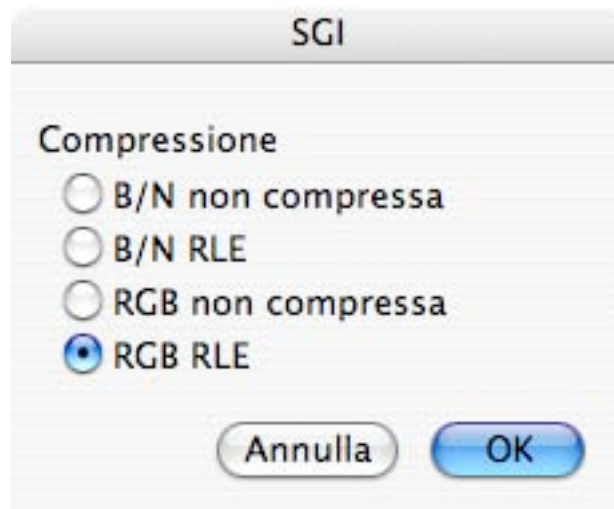 SGI
Compressione
B/N non compressa
B/N RLE
RGB non compressa
RGB RLE
Annulla OK